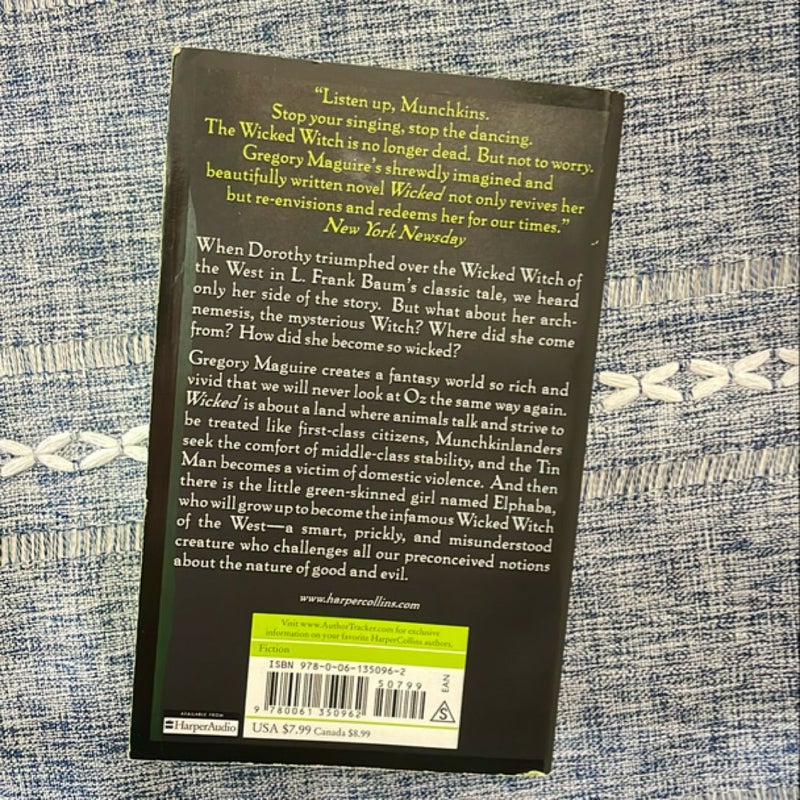 “Listen up, Munchkins.
Stop your singing, stop the dancing.
The Wicked Witch is no longer dead. But not to worry.
Gregory Maguire’s shrewdly imagined and
beautifully written novel Wicked not only revives her
but re-envisions and redeems her for our times.”
New York Newsday
When Dorothy triumphed over the Wicked Witch of
the West in L. Frank Baum’s classic tale, we heard
only her side of the story. But what about her arch-
nemesis, the mysterious Witch? Where did she come
from? How did she become so wicked?
Gregory Maguire creates a fantasy world so rich and
vivid that we will never look at Oz the same way again.
Wicked is about a land where animals talk and strive to
be treated like first-class citizens, Munchkinlanders
seek the comfort of middle-class stability, and the Tin
Man becomes a victim of domestic violence. And then
there is the little green-skinned girl named Elphaba,
who will grow up to become the infamous Wicked Witch
of the West—a smart, prickly, and misunderstood
creature who challenges all our preconceived notions
about the nature of good and evil.
www.harpercollins.com
Visit www.AuthorTracker.com for exclusive
information on your favorite HarperCollins authors.
Fiction
ISBN 978-0-06-135096-2
50799
EAN
9 780061 350962
S
AVAILABLE FROM
HarperAudio
USA $7.99 Canada $8.99